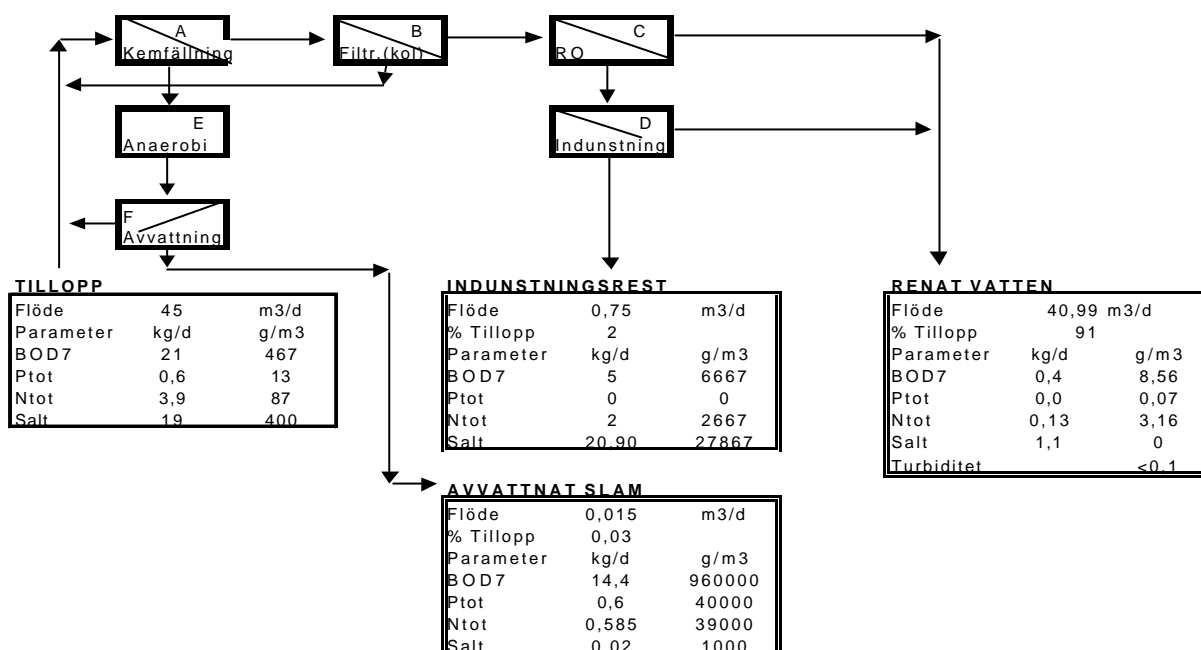 A
Kemfällning
B
Filtr.(kol)
C
RO
D
Indunstning
E
Anaerobi
F
Avvattning
TILLOPP
Flöde 45 m3/d
Parameter kg/d g/m3
BOD7 21 467
Ptot 0,6 13
Ntot 3,9 87
Salt 19 400
INDUNSTNINGSREST
Flöde 0,75 m3/d
% Tillopp 2
Parameter kg/d g/m3
BOD7 5 6667
Ptot 0 0
Ntot 2 2667
Salt 20,90 27867
RENAT VATTEN
Flöde 40,99 m3/d
% Tillopp 91
Parameter kg/d g/m3
BOD7 0,4 8,56
Ptot 0,0 0,07
Ntot 0,13 3,16
Salt 1,1 0
Turbiditet <0,1
AVVATTNAT SLAM
Flöde 0,015 m3/d
% Tillopp 0,03
Parameter kg/d g/m3
BOD7 14,4 960000
Ptot 0,6 40000
Ntot 0,585 39000
Salt 0,02 1000